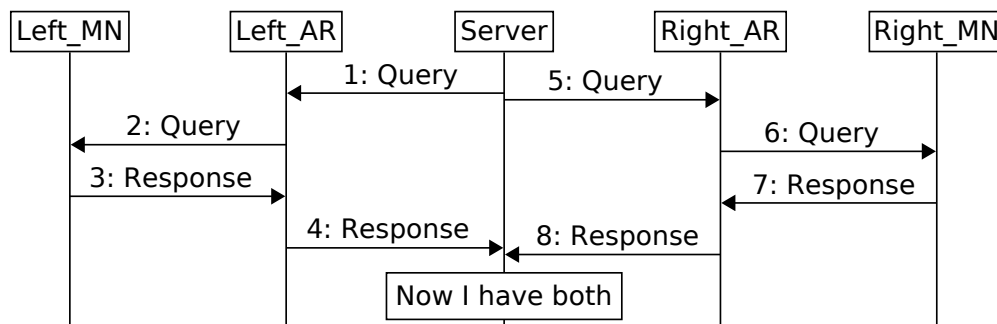 Left_MN
Left_AR
Server
Right_AR
Right_MN
1: Query
5: Query
2: Query
6: Query
3: Response
7: Response
4: Response
8: Response
Now I have both